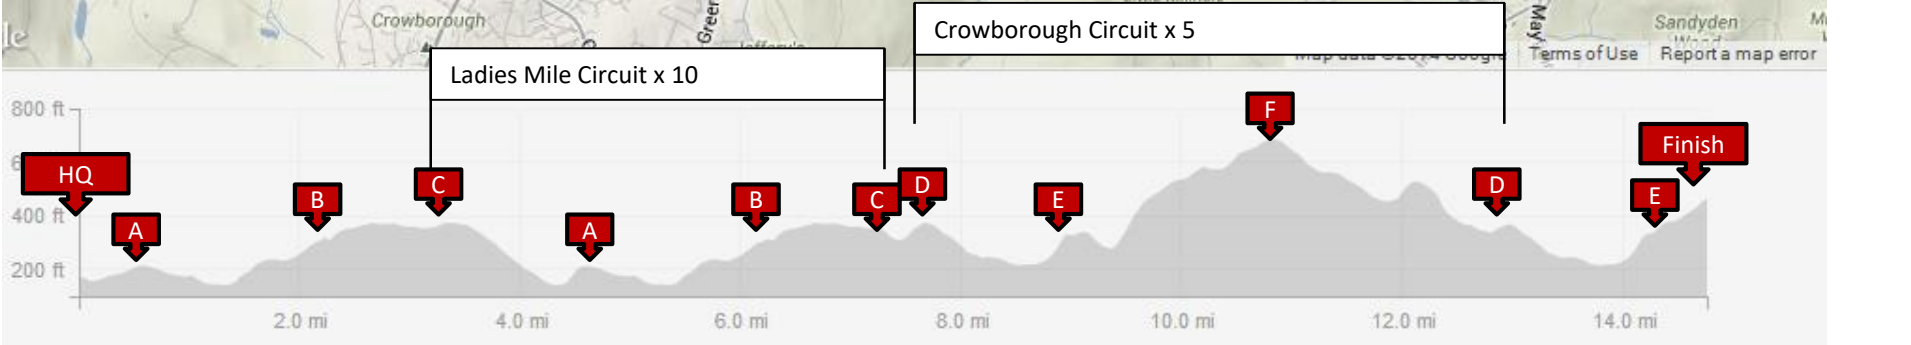 Crowborough
Green
Crowborough Circuit x 5
May
Sandyden
Ladies Mile Circuit x 10
Terms of Use
Report a map error
800 ft
400 ft
200 ft
HQ
A
B
C
A
B
C
D
E
F
D
E
Finish
2.0 mi
4.0 mi
6.0 mi
8.0 mi
10.0 mi
12.0 mi
14.0 mi